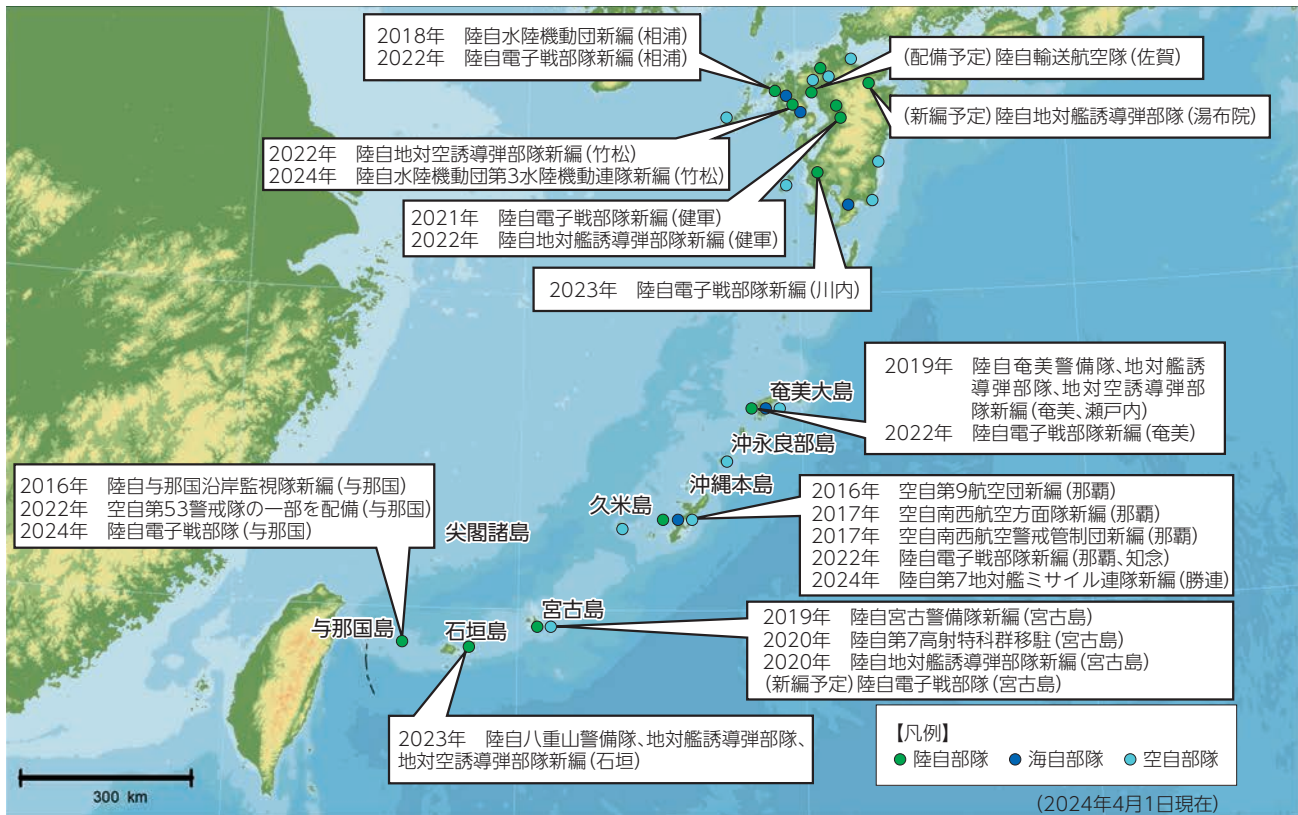 2018年 陸自水陸機動団新編(相浦)
2022年 陸自電子戦部隊新編(相浦)
(配備予定)陸自輸送航空隊(佐賀)
(新編予定)陸自地対艦誘導弾部隊(湯布院)
2022年 陸自地対空誘導弾部隊新編(竹松)
2024年 陸自水陸機動団第3水陸機動連隊新編(竹松)
2021年 陸自電子戦部隊新編(健軍)
2022年 陸自地対艦誘導弾部隊新編(健軍)
2023年 陸自電子戦部隊新編(川内)
2019年 陸自奄美警備隊、地対艦誘
導弾部隊、地対空誘導弾部
隊新編(奄美、瀬戸内)
2022年 陸自電子戦部隊新編(奄美)
奄美大島
沖永良部島
沖縄本島
久米島
尖閣諸島
2016年 陸自与那国沿岸監視隊新編(与那国)
2022年 空自第53警戒隊の一部を配備(与那国)
2024年 陸自電子戦部隊(与那国)
2016年 空自第9航空団新編(那覇)
2017年 空自南西航空方面隊新編(那覇)
2017年 空自南西航空警戒管制団新編(那覇)
2022年 陸自電子戦部隊新編(那覇、知念)
2024年 陸自第7地対艦ミサイル連隊新編(勝連)
与那国島
石垣島
宮古島
2019年 陸自宮古警備隊新編(宮古島)
2020年 陸自第7高射特科群移駐(宮古島)
2020年 陸自地対艦誘導弾部隊新編(宮古島)
(新編予定)陸自電子戦部隊(宮古島)
2023年 陸自八重山警備隊、地対艦誘導弾部隊、
地対空誘導弾部隊新編(石垣)
【凡例】
陸自部隊 海自部隊 空自部隊
300 km
(2024年4月1日現在)